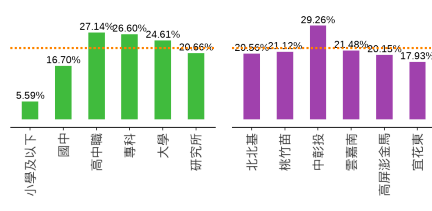 5.59%
16.70%
27.14%
26.60%
24.61%
20.66%
小學及以下
國中
高中職
專科
大學
研究所
20.56%
21.12%
29.26%
21.48%
20.15%
17.93%
北北基
桃竹苗
中彰投
雲嘉南
高屏澎金馬
宜花東